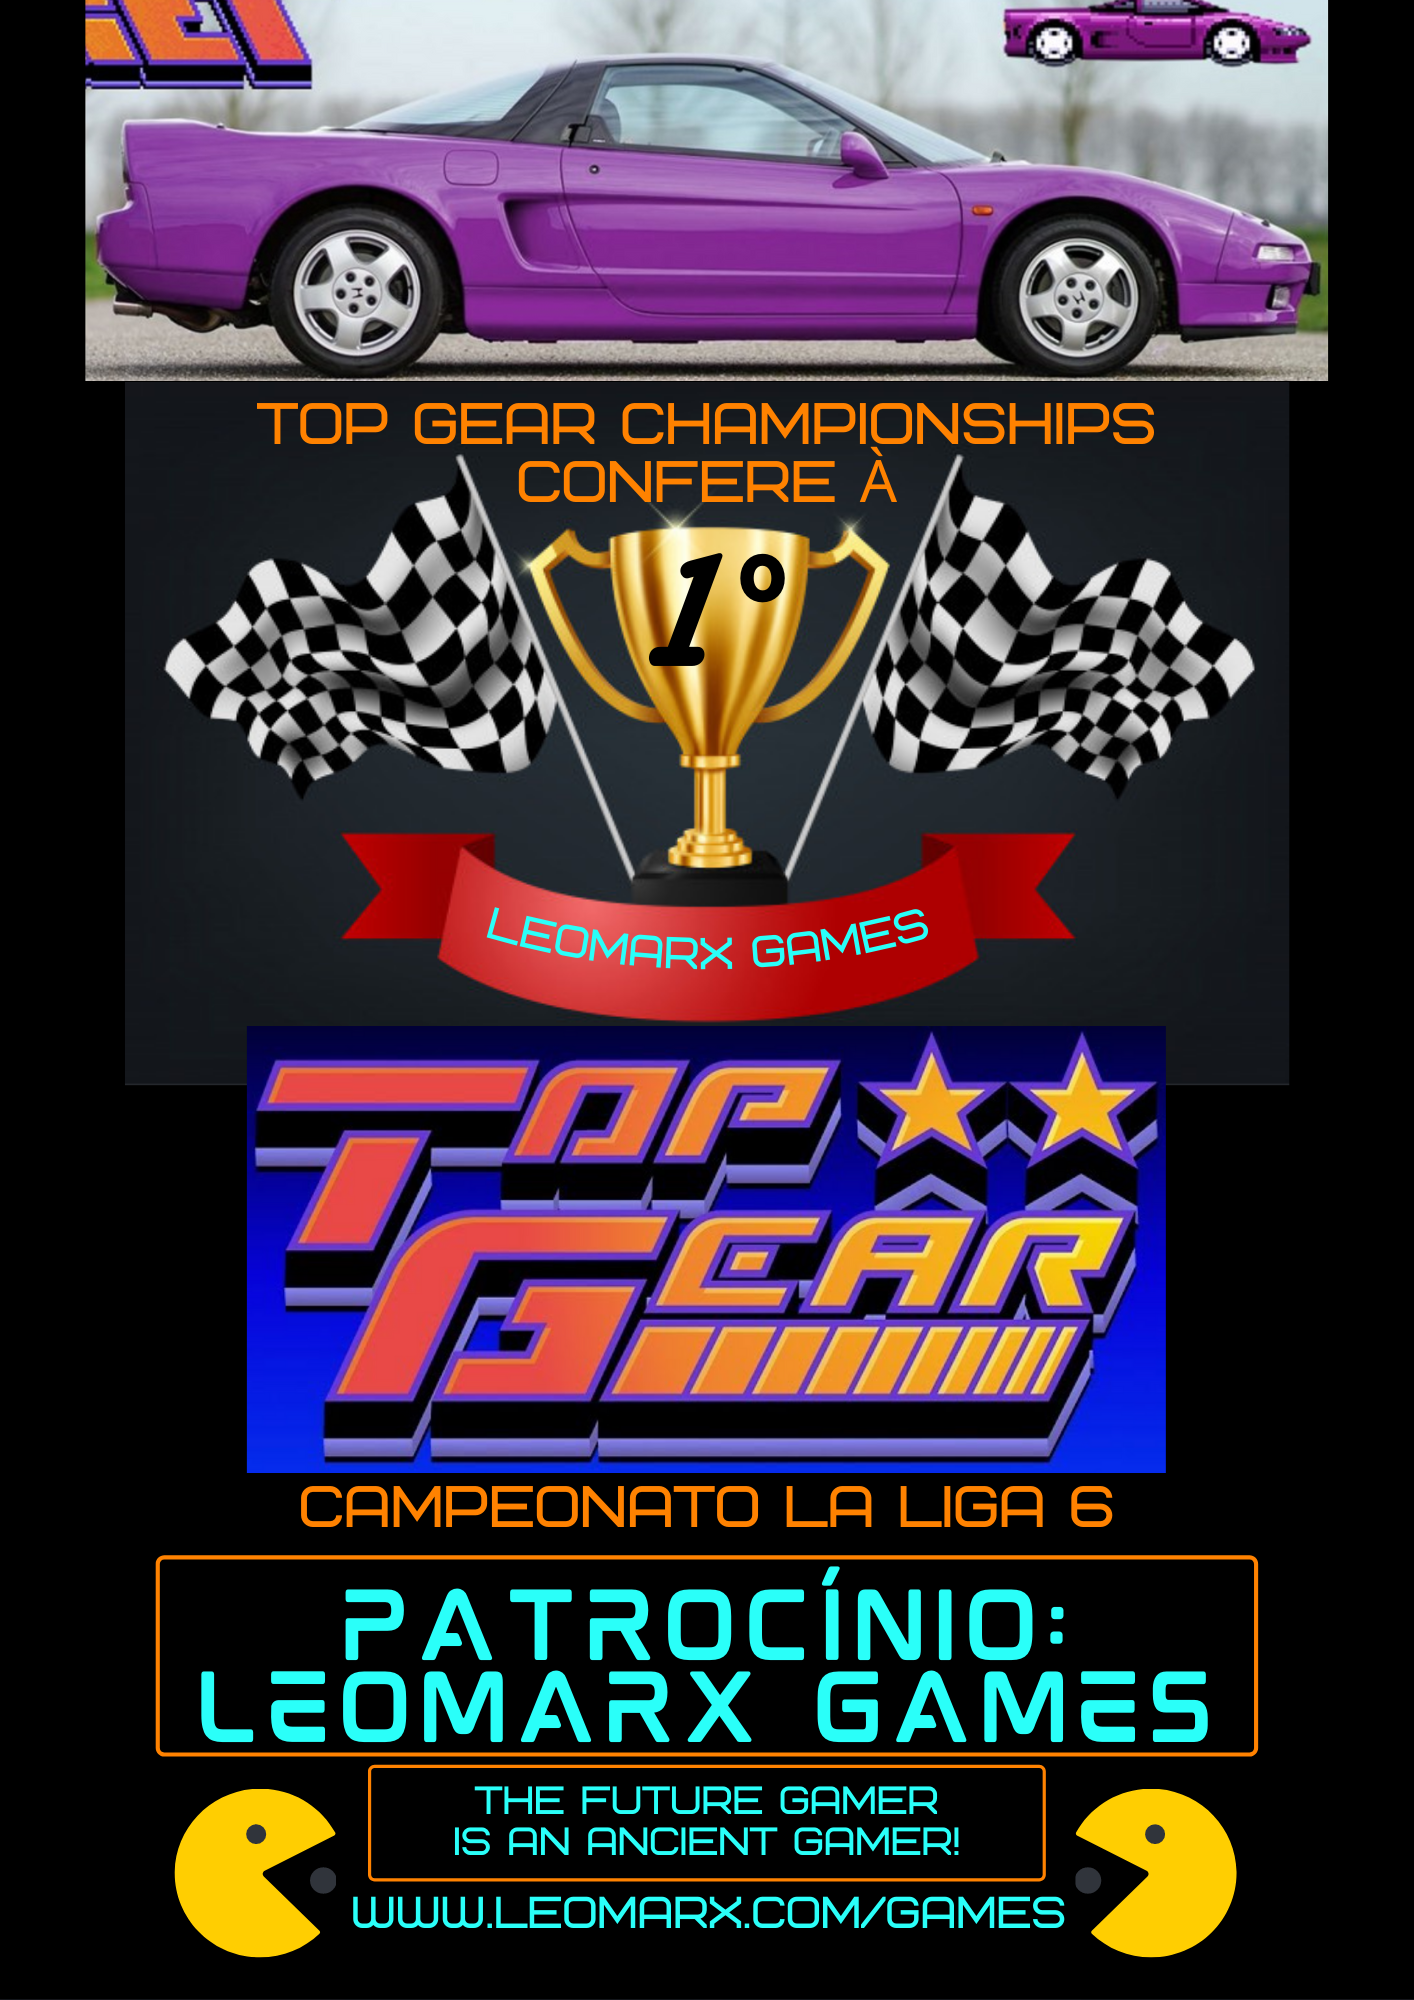 TOP GEAR CHAMPIONSHIPS
CONFERE À
1º
LEOMARX GAMES
TOP
GEAR
CAMPEONATO LA LIGA 6
PATROCÍNIO:
LEOMARX GAMES
THE FUTURE GAMER
IS AN ANCIENT GAMER!
WWW.LEOMARX.COM/GAMES